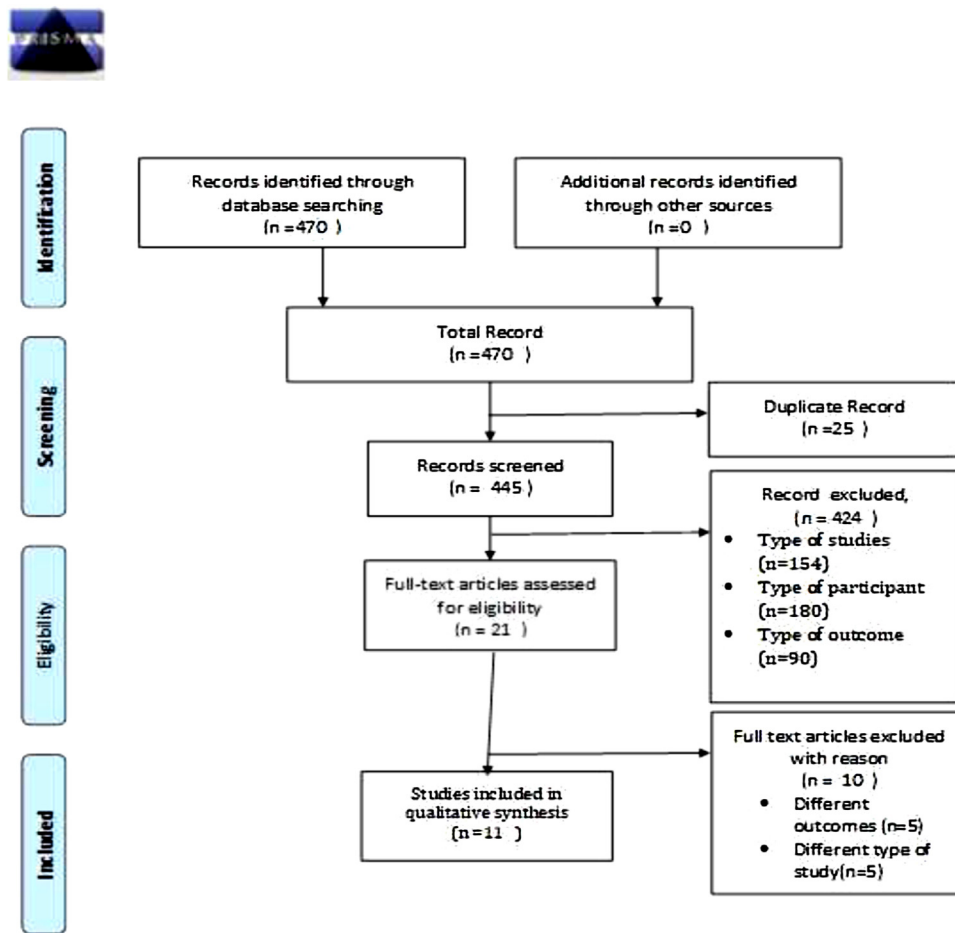 PRISMA
Identification
Records identified through
database searching
(n =470 )
Additional records identified
through other sources
(n =0 )
Total Record
(n =470 )
Screening
Duplicate Record
(n =25 )
Records screened
(n = 445)
Record excluded,
(n = 424 )
• Type of studies
(n=154)
• Type of participant
(n=180)
• Type of outcome
(n=90)
Eligibility
Full-text articles assessed
for eligibility
(n = 21 )
Full text articles excluded
with reason
(n = 10 )
• Different
outcomes (n=5)
• Different type of
study(n=5)
Included
Studies included in
qualitative synthesis
(n=11 )